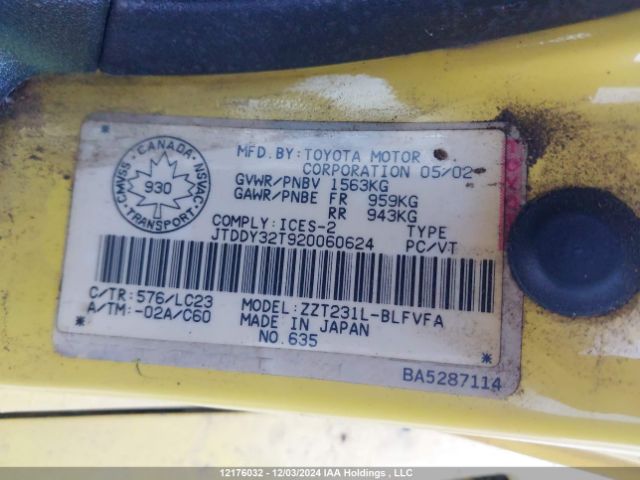 CANADA
CMVSS NSVAC
930
TRANSPORT
MFD. BY: TOYOTA MOTOR
CORPORATION 05/02
GVWR/PNBV 1563KG
GAWR/PNBE FR 959KG
RR 943KG
COMPLY: ICES-2 TYPE
JTDDY32T920060624 PC/VT
C/TR: 576/LC23 MODEL: ZZT231L-BLFVFA
A/TM: -02A/C60 MADE IN JAPAN
NO. 635
BA5287114
12176032 - 12/03/2024 IAA Holdings , LLC